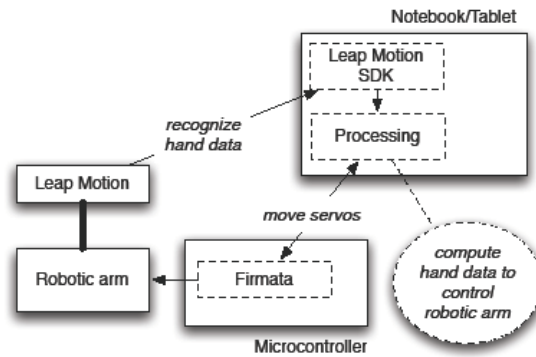 Notebook/Tablet
Leap Motion
SDK
recognize
hand data
Processing
Leap Motion
move servos
Robotic arm
Firmata
compute
hand data to
control
robotic arm
Microcontroller